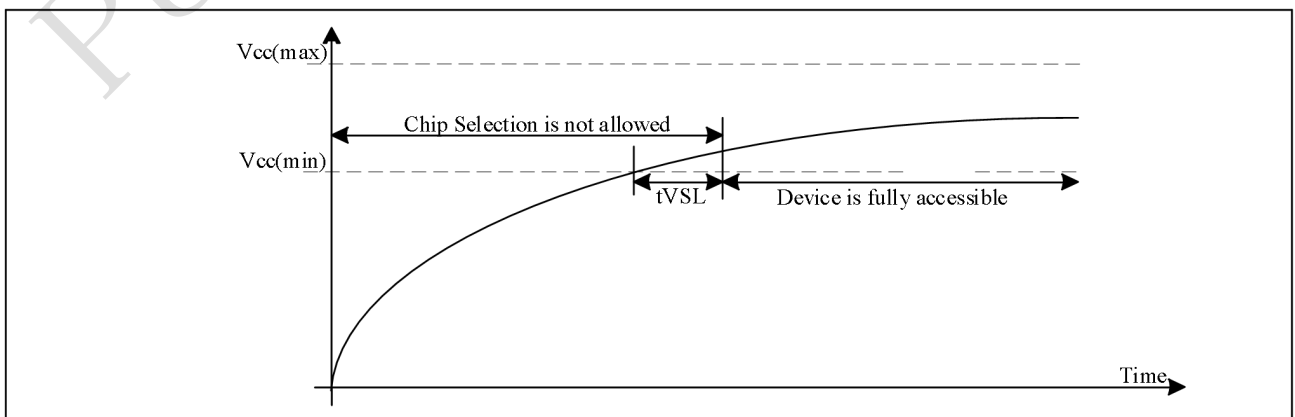 Vcc(max)
Chip Selection is not allowed
Vcc(min)
tVSL
Device is fully accessible
Time